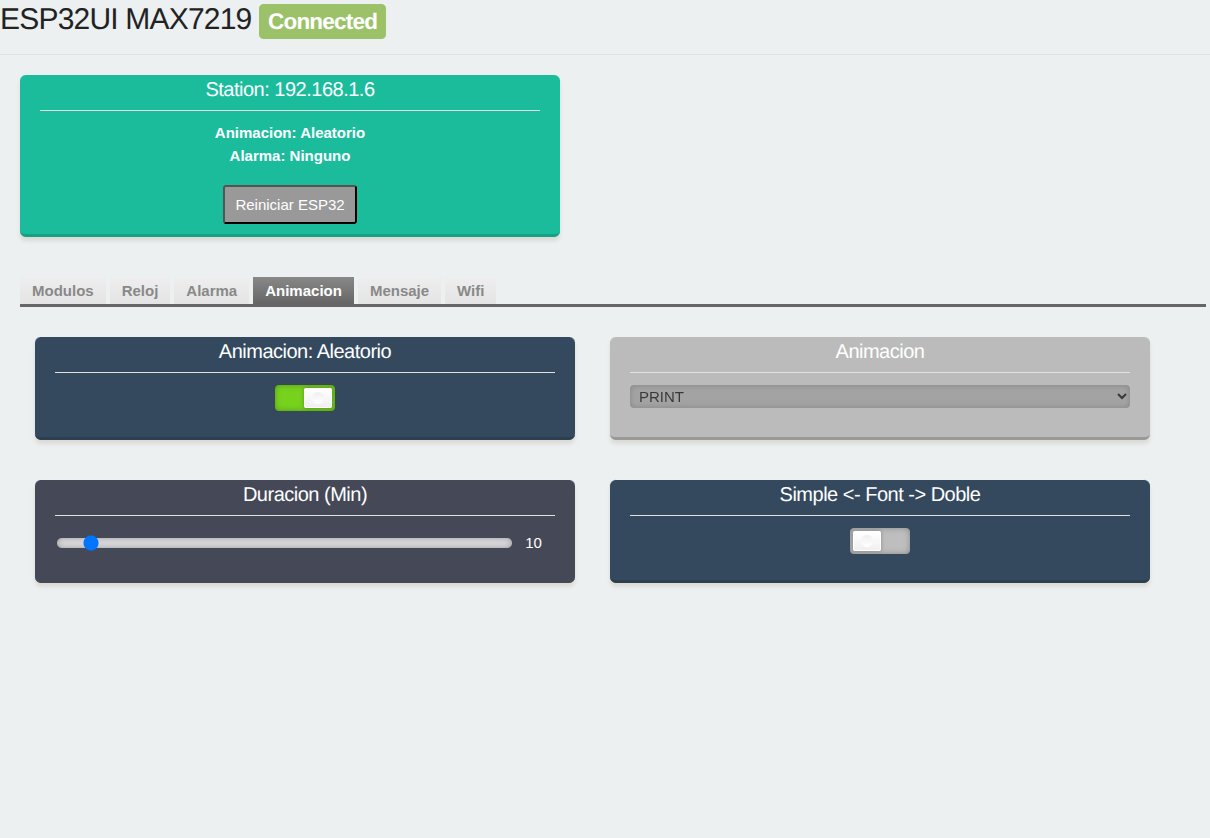 ESP32UI MAX7219 Connected
Station: 192.168.1.6
Animacion: Aleatorio
Alarma: Ninguno
Reiniciar ESP32
Modulos Reloj Alarma Animacion Mensaje Wifi
Animacion: Aleatorio
Animacion
PRINT
Duracion (Min)
10
Simple <- Font -> Doble